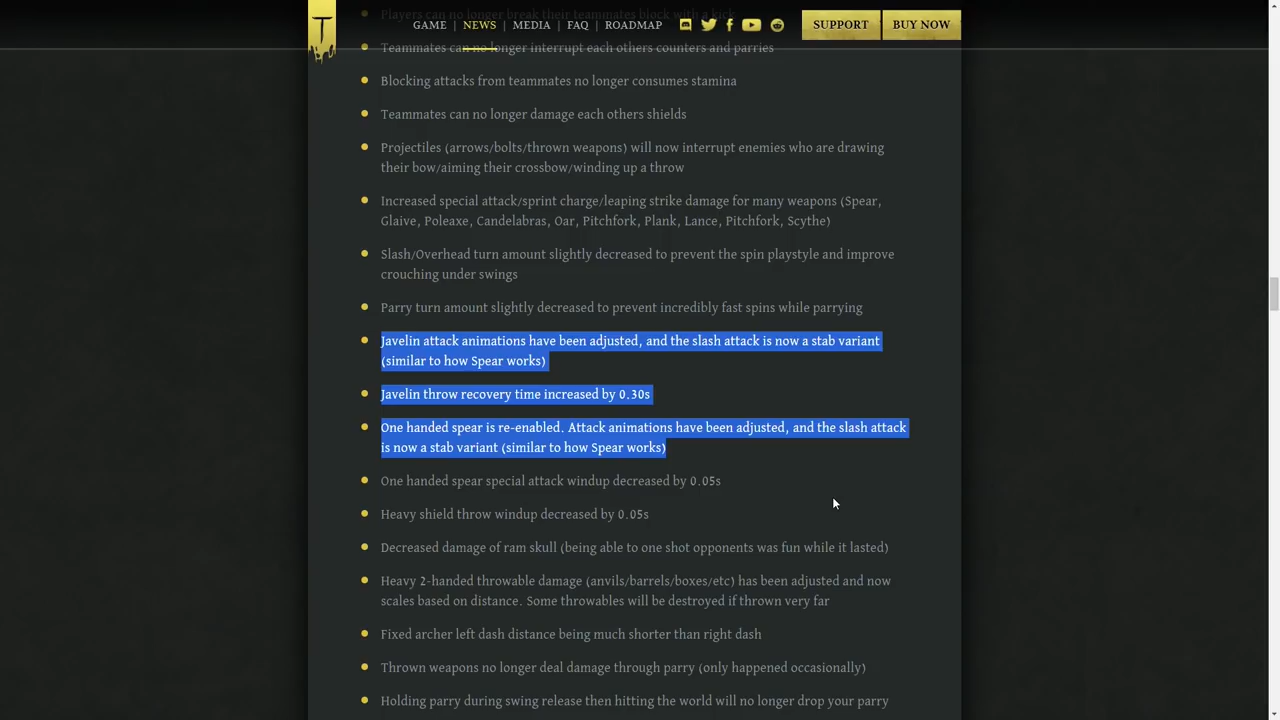 Players can no longer break their teammates block with a kick
GAME | NEWS | MEDIA | FAQ | ROADMAP
SUPPORT
BUY NOW
Teammates can no longer interrupt each others counters and parries
Blocking attacks from teammates no longer consumes stamina
Teammates can no longer damage each others shields
Projectiles (arrows/bolts/thrown weapons) will now interrupt enemies who are drawing
their bow/aiming their crossbow/winding up a throw
Increased special attack/sprint charge/leaping strike damage for many weapons (Spear,
Glaive, Poleaxe, Candelabras, Oar, Pitchfork, Plank, Lance, Pitchfork, Scythe)
Slash/Overhead turn amount slightly decreased to prevent the spin playstyle and improve
crouching under swings
Parry turn amount slightly decreased to prevent incredibly fast spins while parrying
Javelin attack animations have been adjusted, and the slash attack is now a stab variant
(similar to how Spear works)
Javelin throw recovery time increased by 0.30s
One handed spear is re-enabled. Attack animations have been adjusted, and the slash attack
is now a stab variant (similar to how Spear works)
One handed spear special attack windup decreased by 0.05s
Heavy shield throw windup decreased by 0.05s
Decreased damage of ram skull (being able to one shot opponents was fun while it lasted)
Heavy 2-handed throwable damage (anvils/barrels/boxes/etc) has been adjusted and now
scales based on distance. Some throwables will be destroyed if thrown very far
Fixed archer left dash distance being much shorter than right dash
Thrown weapons no longer deal damage through parry (only happened occasionally)
Holding parry during swing release then hitting the world will no longer drop your parry